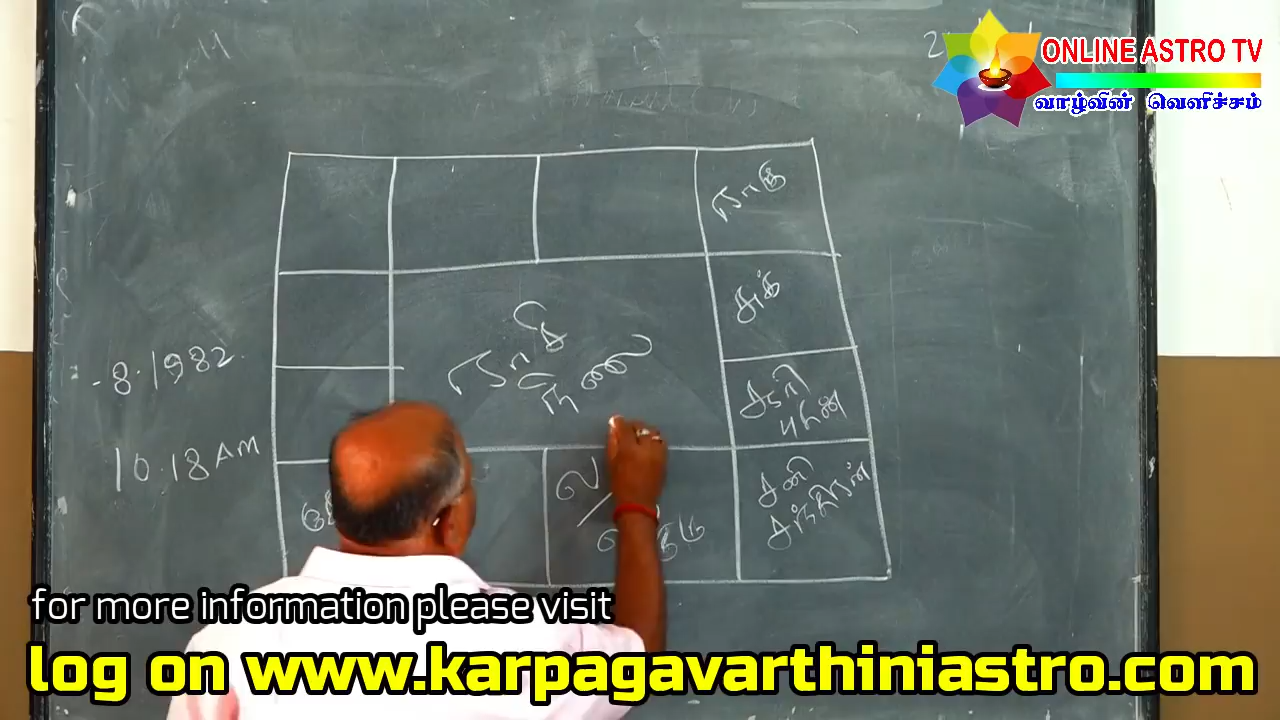 ONLINE ASTRO TV
வாழ்வின் வெளிச்சம்
ராகு
சுக்
ராசி
நிலை
சூரி
புதன்
-8.1982
10.18 AM
ல
சனி
சந்திரன்
for more information please visit
log on www.karpagavarthiniastro.com